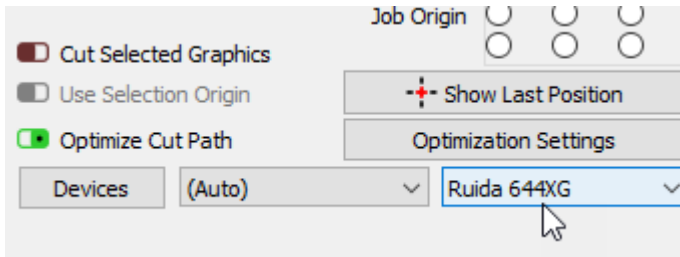 Job Origin
Cut Selected Graphics
Use Selection Origin
Show Last Position
Optimize Cut Path
Optimization Settings
Devices
(Auto)
Ruida 644XG